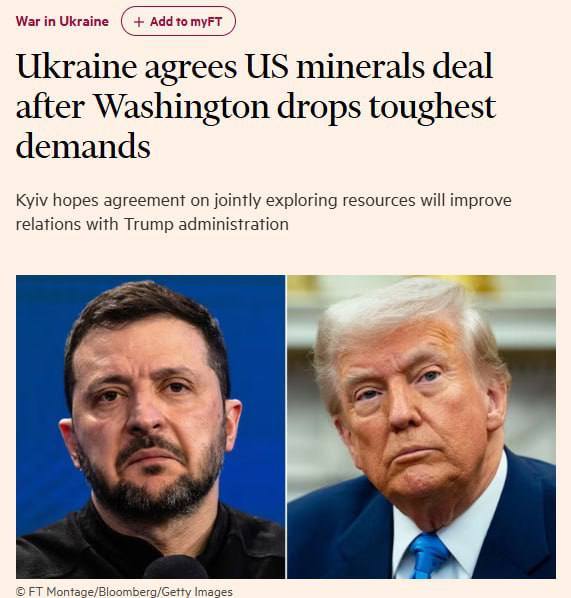 War in Ukraine + Add to myFT
Ukraine agrees US minerals deal
after Washington drops toughest
demands
Kyiv hopes agreement on jointly exploring resources will improve
relations with Trump administration
© FT Montage/Bloomberg/Getty Images